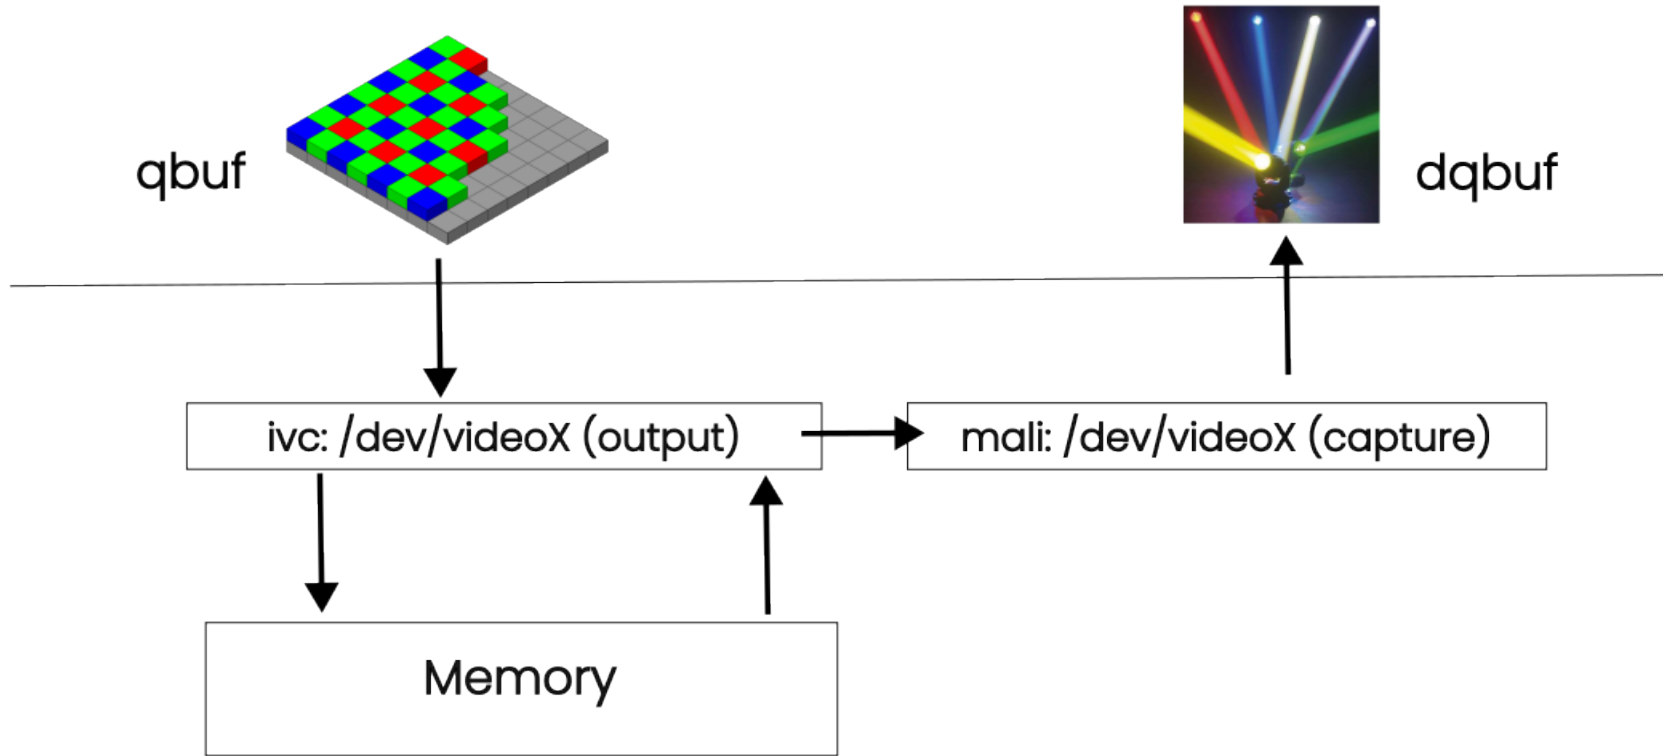 qbuf
dqbuf
ivc: /dev/videoX (output)
mali: /dev/videoX (capture)
Memory